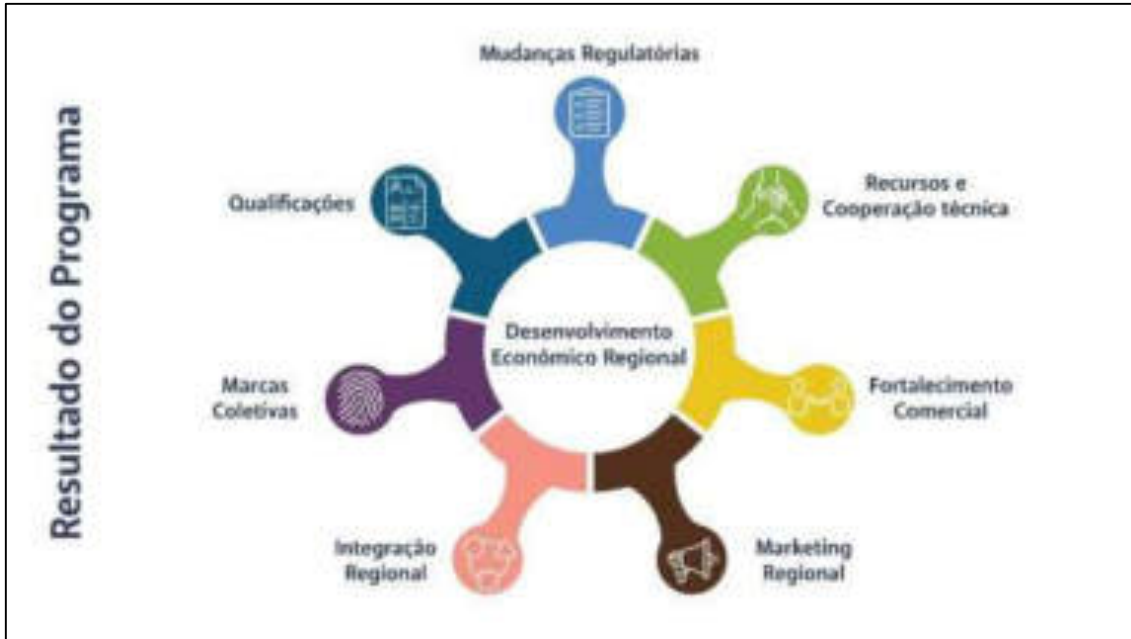 Resultado do Programa
Mudanças Regulatórias
Qualificações
Recursos e
Cooperação técnica
Desenvolvimento
Econômico Regional
Marcas
Coletivas
Fortalecimento
Comercial
Integração
Regional
Marketing
Regional